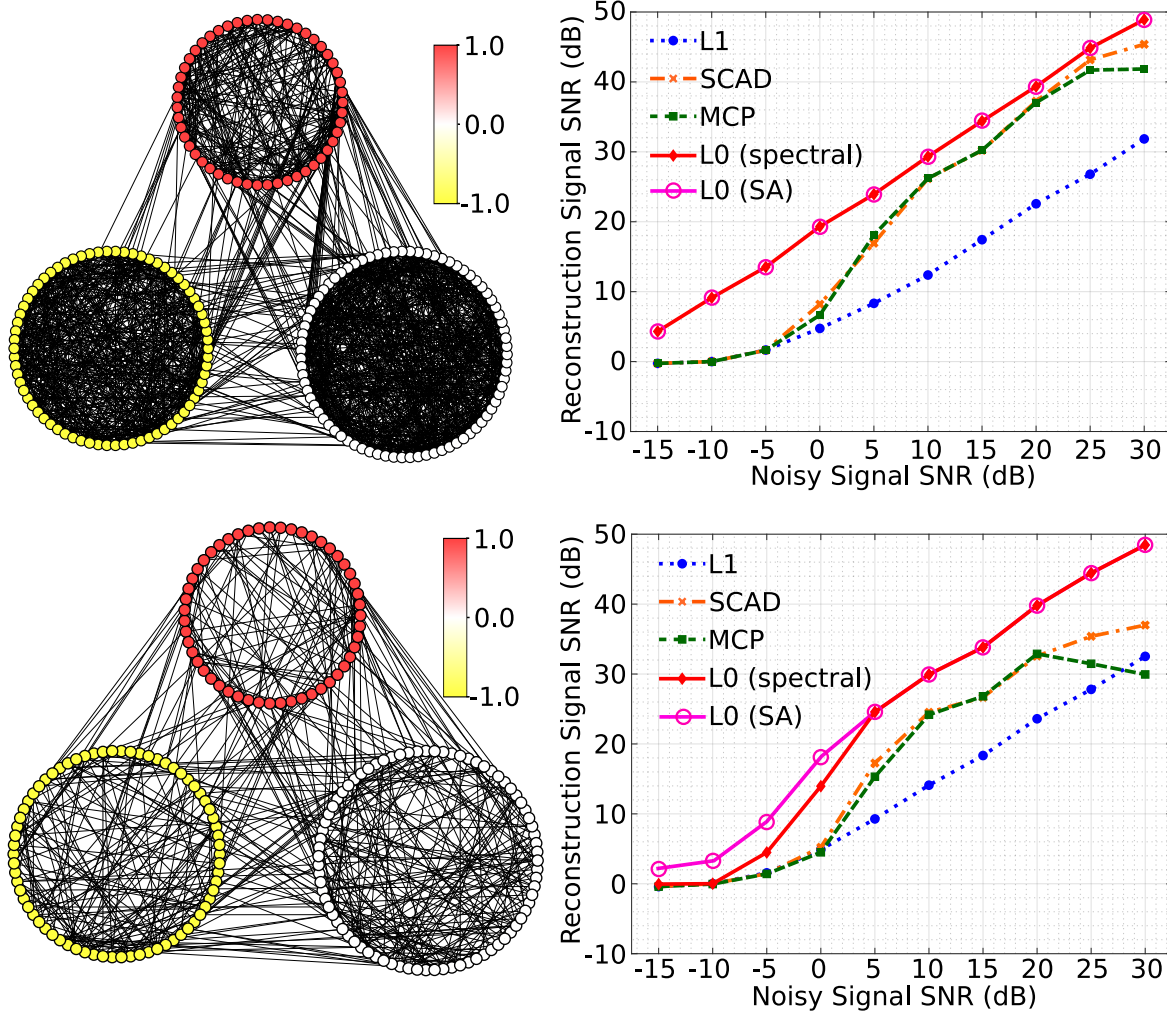 1.0
0.0
-1.0
Reconstruction Signal SNR (dB)
50
40
30
20
10
0
-10
L1
SCAD
MCP
L0 (spectral)
L0 (SA)
-15 -10 -5 0 5 10 15 20 25 30
Noisy Signal SNR (dB)
1.0
0.0
-1.0
Reconstruction Signal SNR (dB)
50
40
30
20
10
0
-10
L1
SCAD
MCP
L0 (spectral)
L0 (SA)
-15 -10 -5 0 5 10 15 20 25 30
Noisy Signal SNR (dB)